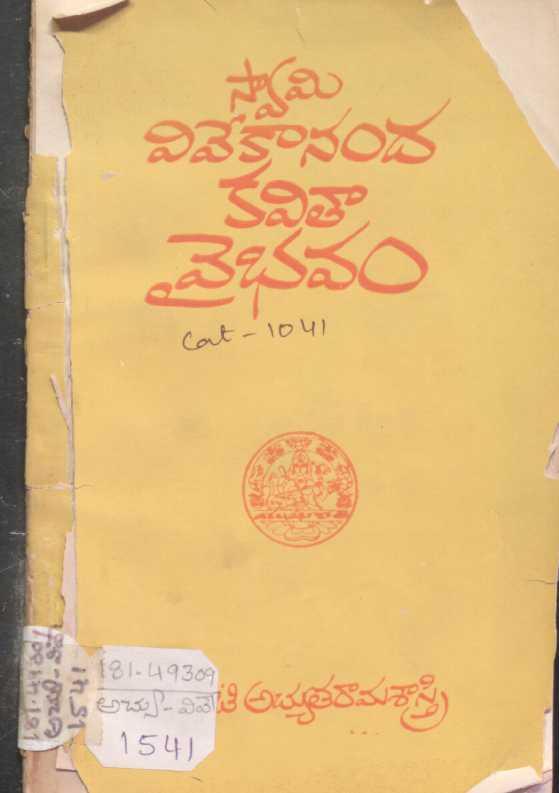 స్వామి
వివేకానంద
కవితా
వైభవం
Cat-1041
181.49309
అచ్యు-వివే
1541
అచ్యుతరామశాస్త్రి